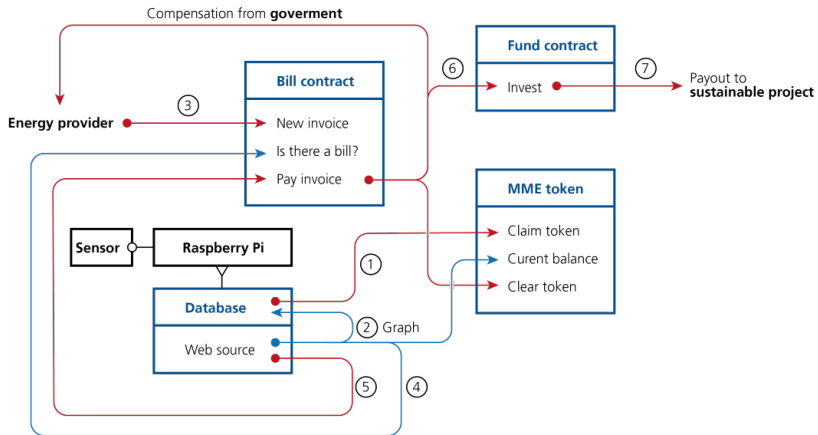 Compensation from goverment
Fund contract
Bill contract
6
7
Invest
Payout to
sustainable project
3
Energy provider
New invoice
Is there a bill?
Pay invoice
MME token
Sensor
Raspberry Pi
Claim token
1
Curent balance
Clear token
Database
2 Graph
Web source
5
4